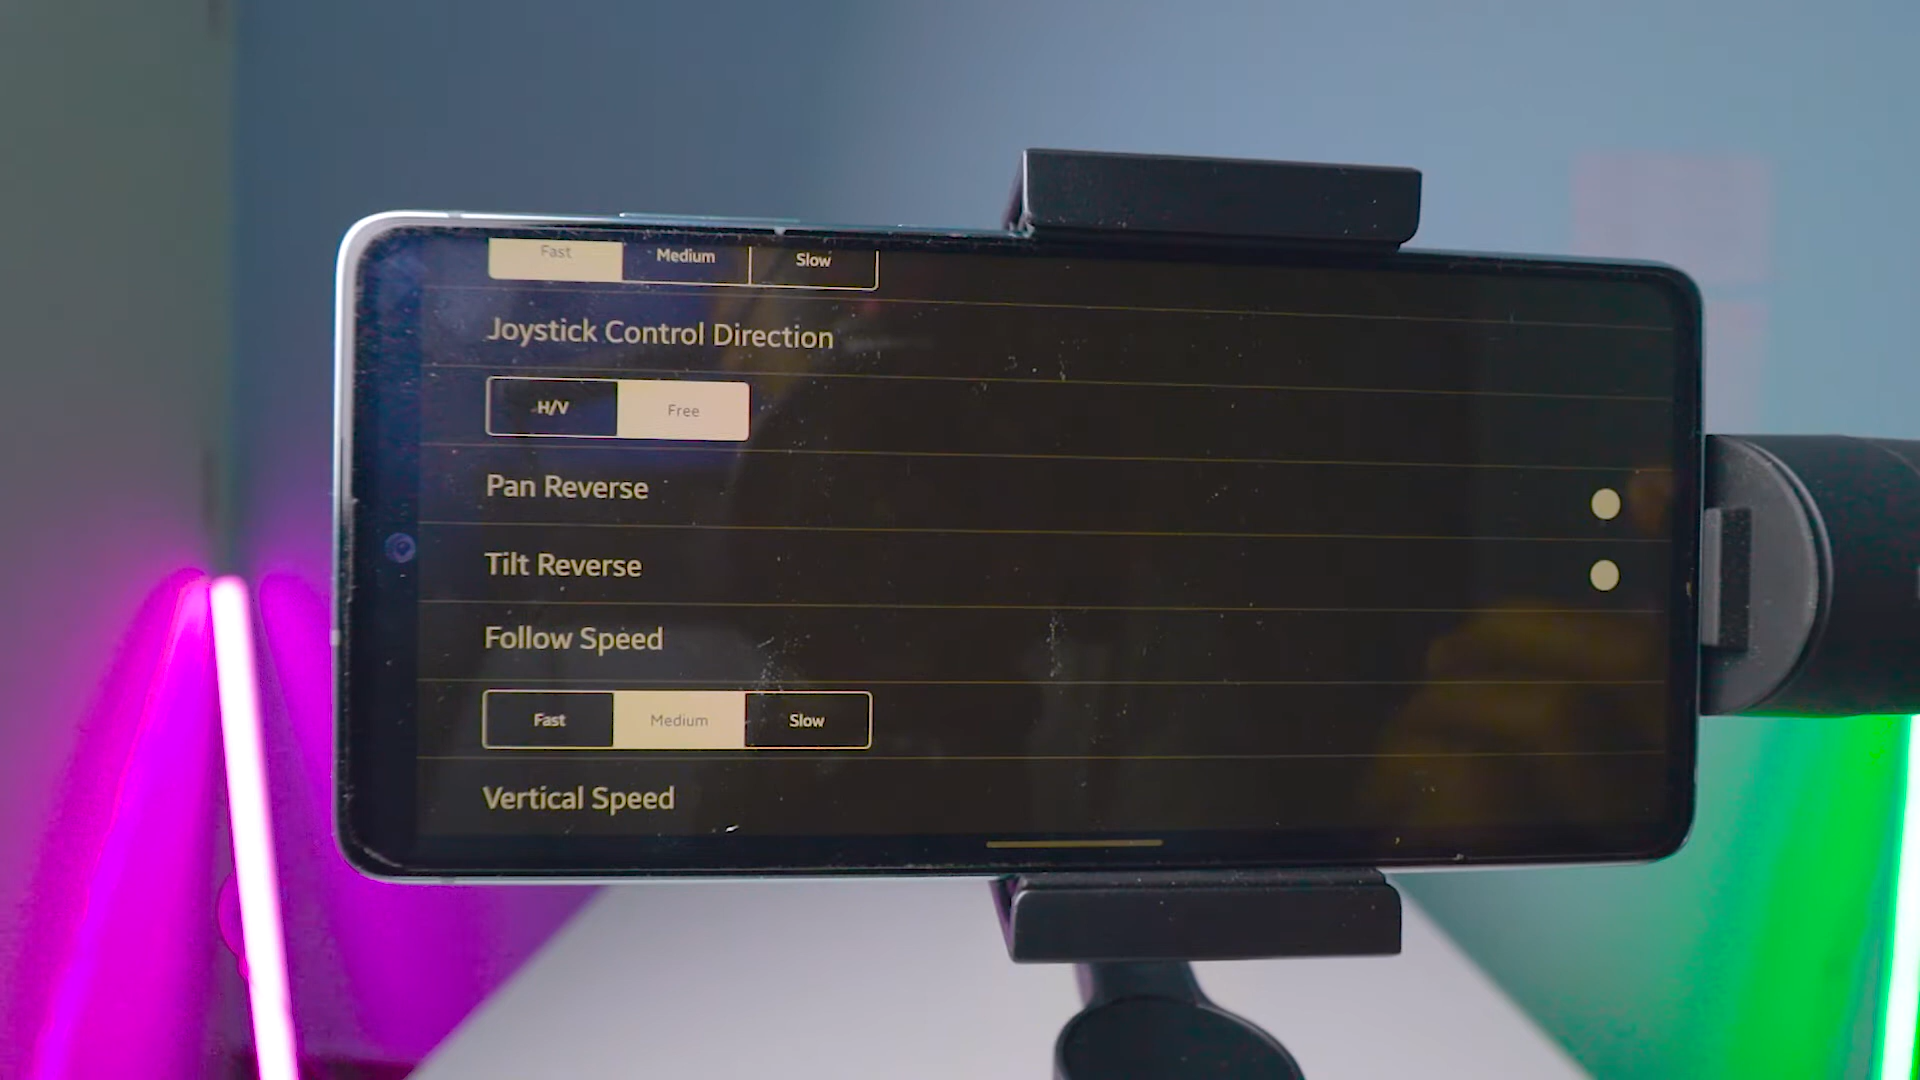 Fast Medium Slow
Joystick Control Direction
H/V Free
Pan Reverse
Tilt Reverse
Follow Speed
Fast Medium Slow
Vertical Speed